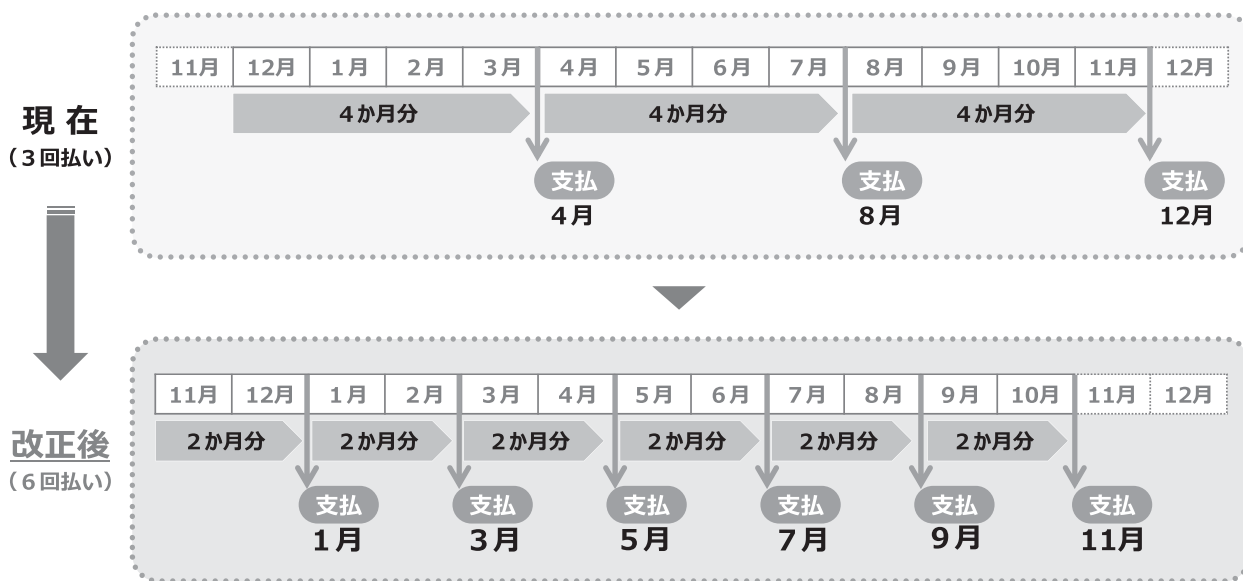 11月 12月 1月 2月 3月 4月 5月 6月 7月 8月 9月 10月 11月 12月
現在
(3回払い)
4か月分 4か月分 4か月分
支払 支払 支払
4月 8月 12月
11月 12月 1月 2月 3月 4月 5月 6月 7月 8月 9月 10月 11月 12月
改正後
(6回払い)
2か月分 2か月分 2か月分 2か月分 2か月分 2か月分
支払 支払 支払 支払 支払 支払
1月 3月 5月 7月 9月 11月